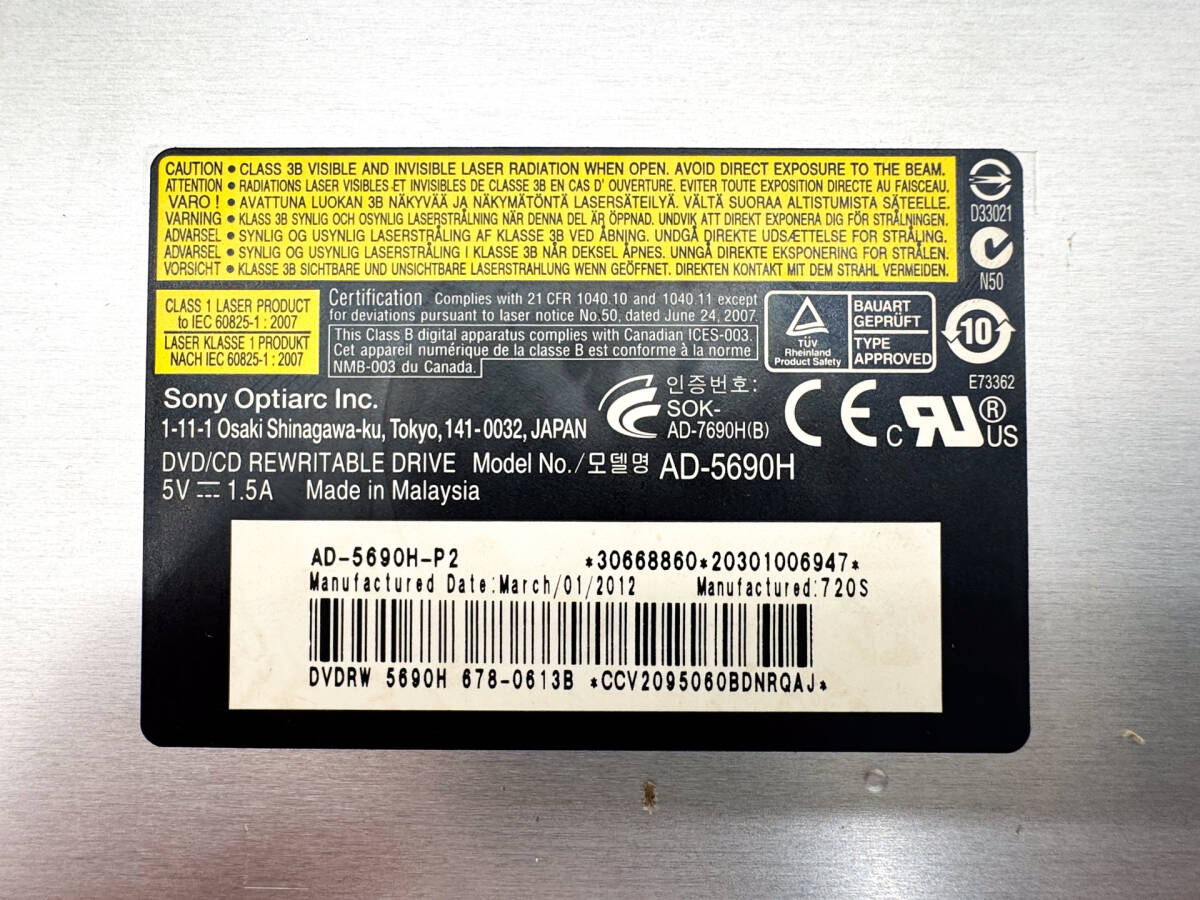 CAUTION • CLASS 3B VISIBLE AND INVISIBLE LASER RADIATION WHEN OPEN. AVOID DIRECT EXPOSURE TO THE BEAM.
ATTENTION • RADIATIONS LASER VISIBLES ET INVISIBLES DE CLASSE 3B EN CAS D' OUVERTURE. EVITER TOUTE EXPOSITION DIRECTE AU FAISCEAU.
VARO ! • AVATTUNA LUOKAN 3B NÄKYVÄÄ JA NÄKYMÄTÖNTÄ LASERSÄTEILYÄ. VÄLTÄ SUORAA ALTISTUMISTA SÄTEELLE.
VARNING • KLASS 3B SYNLIG OCH OSYNLIG LASERSTRÅLNING NÄR DENNA DEL ÄR ÖPPNAD. UNDVIK ATT DIREKT EXPONERA DIG FÖR STRÅLNINGEN.
ADVARSEL • SYNLIG OG USYNLIG LASERSTRÅLING AF KLASSE 3B VED ÅBNING. UNDGÅ DIREKTE UDSÆTTELSE FOR STRÅLING.
ADVARSEL • SYNLIG OG USYNLIG LASERSTRÅLING I KLASSE 3B NÅR DEKSEL ÅPNES. UNNGÅ DIREKTE EKSPONERING FOR STRÅLEN.
VORSICHT • KLASSE 3B SICHTBARE UND UNSICHTBARE LASERSTRAHLUNG WENN GEÖFFNET. DIREKTEN KONTAKT MIT DEM STRAHL VERMEIDEN.
D33021
N50
CLASS 1 LASER PRODUCT
to IEC 60825-1 : 2007
LASER KLASSE 1 PRODUKT
NACH IEC 60825-1 : 2007
Certification Complies with 21 CFR 1040.10 and 1040.11 except
for deviations pursuant to laser notice No.50, dated June 24, 2007.
This Class B digital apparatus complies with Canadian ICES-003.
Cet appareil numérique de la classe B est conforme à la norme
NMB-003 du Canada.
TÜV
Rheinland
Product Safety
BAUART
GEPRÜFT
TYPE
APPROVED
10
Sony Optiarc Inc.
1-11-1 Osaki Shinagawa-ku, Tokyo, 141-0032, JAPAN
인증번호:
SOK-
AD-7690H(B)
CE
E73362
c RU ® US
DVD/CD REWRITABLE DRIVE Model No./모델명 AD-5690H
5V ⎓ 1.5A Made in Malaysia
AD-5690H-P2 *30668860*20301006947*
Manufactured Date:March/01/2012 Manufactured:720S
DVDRW 5690H 678-0613B *CCV2095060BDNRQAJ*